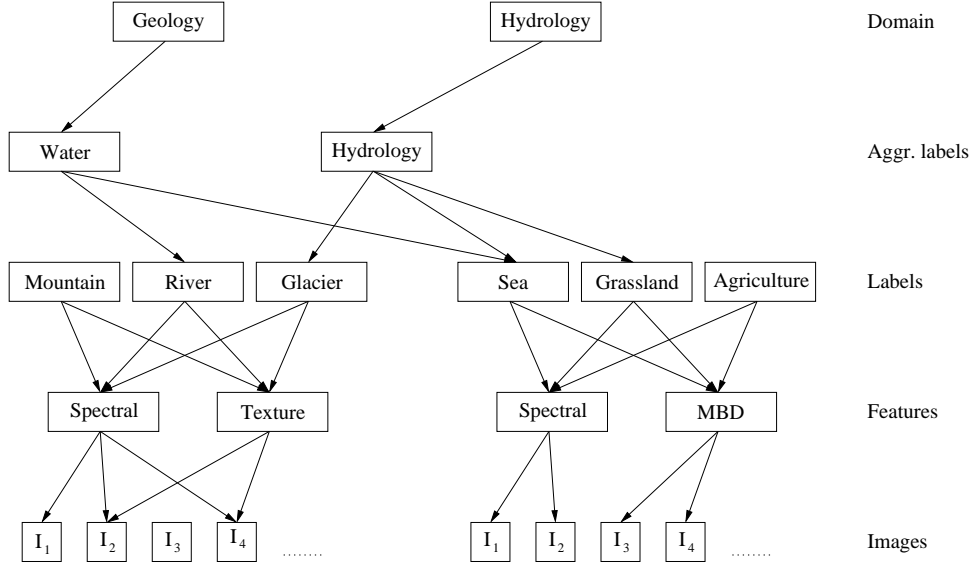 Geology Hydrology Domain
Water Hydrology Aggr. labels
Mountain River Glacier Sea Grassland Agriculture Labels
Spectral Texture Spectral MBD Features
I1 I2 I3 I4 ........ I1 I2 I3 I4 ........ Images